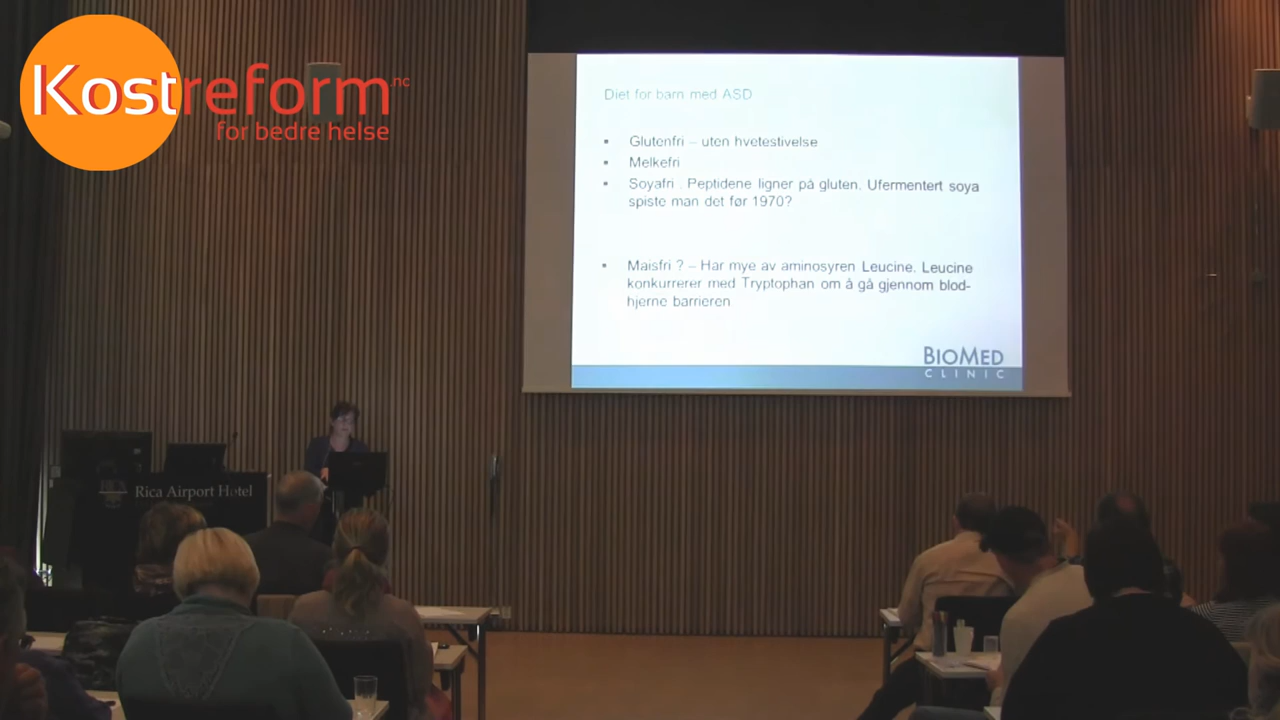 Kostreform.nc
for bedre helse
Diet for barn med ASD
Glutenfri – uten hvetestivelse
Melkefri
Soyafri . Peptidene ligner på gluten. Ufermentert soya
spiste man det før 1970?
Maisfri ? – Har mye av aminosyren Leucine. Leucine
konkurrerer med Tryptophan om å gå gjennom blod-
hjerne barrieren
BIOMED
CLINIC
Rica Airport Hotel